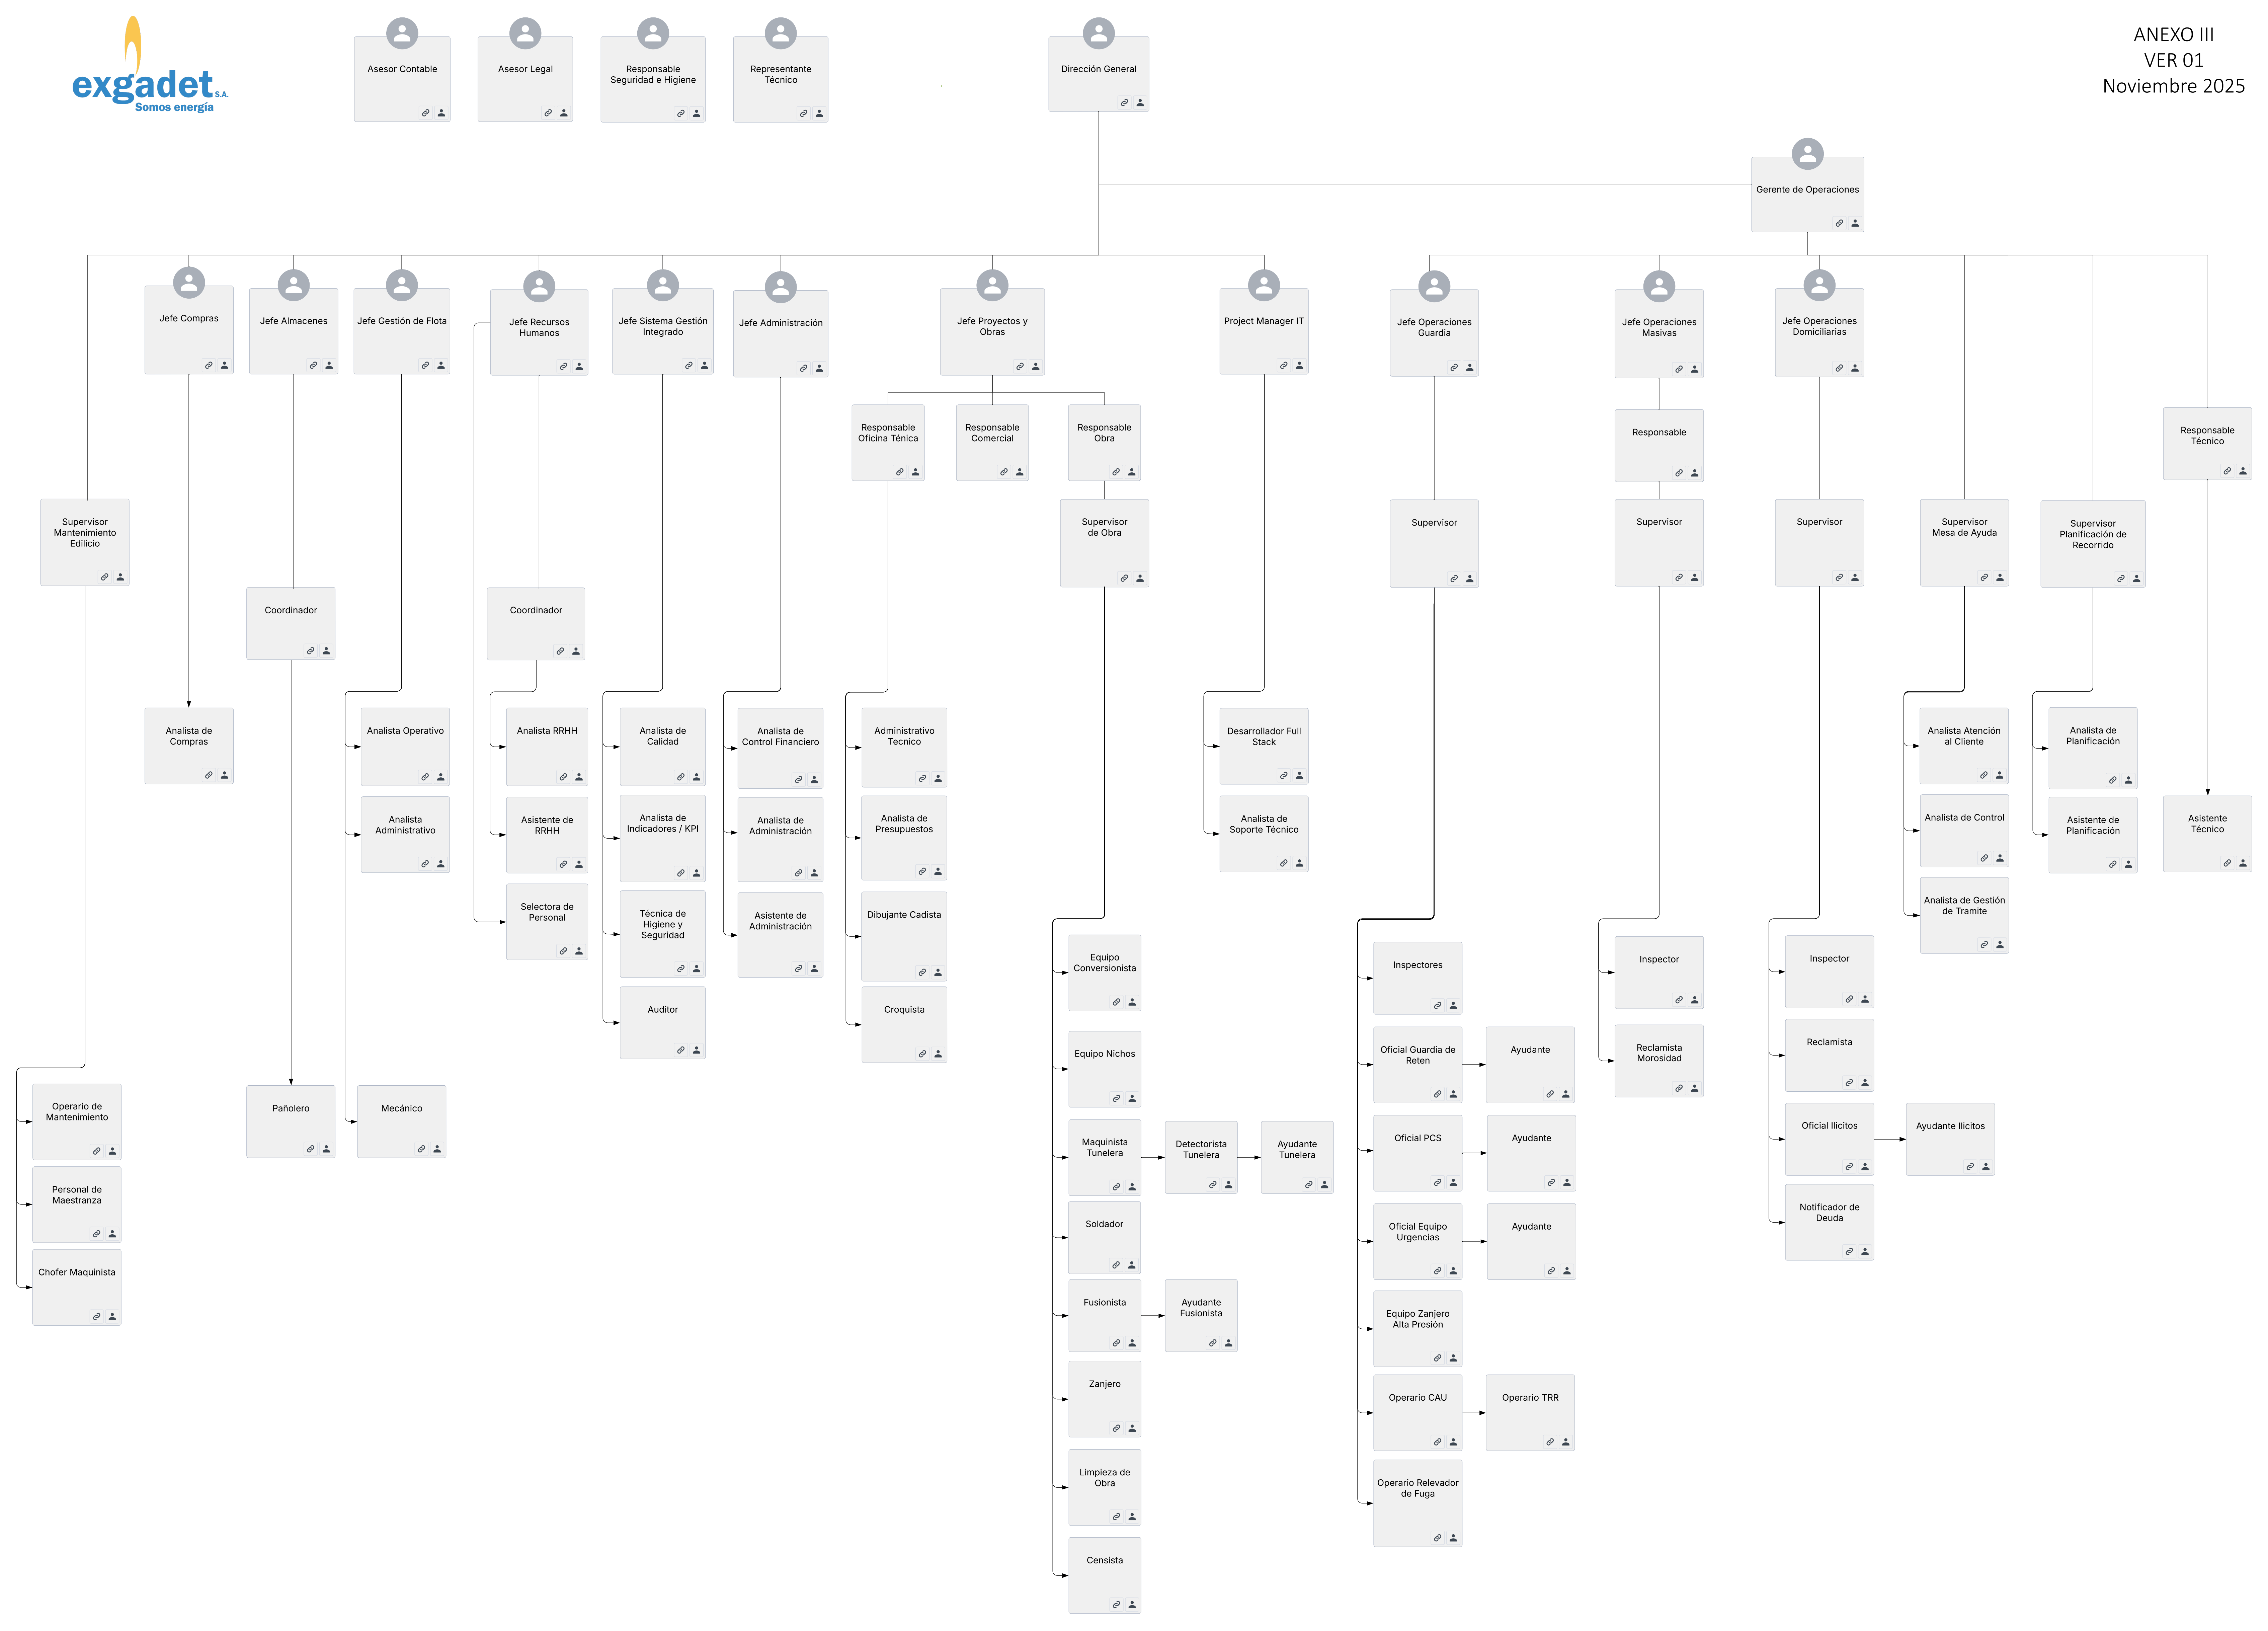 exgadet S.A.
Somos energía
Asesor Contable
Asesor Legal
Responsable
Seguridad e Higiene
Representante
Técnico
Dirección General
ANEXO III
VER 01
Noviembre 2025
Gerente de Operaciones
Jefe Compras
Jefe Almacenes
Jefe Gestión de Flota
Jefe Recursos
Humanos
Jefe Sistema Gestión
Integrado
Jefe Administración
Jefe Proyectos y
Obras
Project Manager IT
Jefe Operaciones
Guardia
Jefe Operaciones
Masivas
Jefe Operaciones
Domiciliarias
Responsable
Oficina Ténica
Responsable
Comercial
Responsable
Obra
Responsable
Responsable
Técnico
Supervisor
Mantenimiento
Edilicio
Supervisor
de Obra
Supervisor
Supervisor
Supervisor
Supervisor
Mesa de Ayuda
Supervisor
Planificación de
Recorrido
Coordinador
Coordinador
Analista de
Compras
Analista Operativo
Analista RRHH
Analista de
Calidad
Analista de
Control Financiero
Administrativo
Tecnico
Desarrollador Full
Stack
Analista Atención
al Cliente
Analista de
Planificación
Analista
Administrativo
Asistente de
RRHH
Analista de
Indicadores / KPI
Analista de
Administración
Analista de
Presupuestos
Analista de
Soporte Técnico
Analista de Control
Asistente de
Planificación
Asistente
Técnico
Selectora de
Personal
Técnica de
Higiene y
Seguridad
Asistente de
Administración
Dibujante Cadista
Analista de Gestión
de Tramite
Equipo
Conversionista
Inspectores
Inspector
Inspector
Auditor
Croquista
Equipo Nichos
Oficial Guardia de
Reten
Ayudante
Reclamista
Morosidad
Reclamista
Operario de
Mantenimiento
Pañolero
Mecánico
Maquinista
Tunelera
Detectorista
Tunelera
Ayudante
Tunelera
Oficial PCS
Ayudante
Oficial Ilicitos
Ayudante Ilicitos
Personal de
Maestranza
Soldador
Oficial Equipo
Urgencias
Ayudante
Notificador de
Deuda
Chofer Maquinista
Fusionista
Ayudante
Fusionista
Equipo Zanjero
Alta Presión
Zanjero
Operario CAU
Operario TRR
Limpieza de
Obra
Operario Relevador
de Fuga
Censista